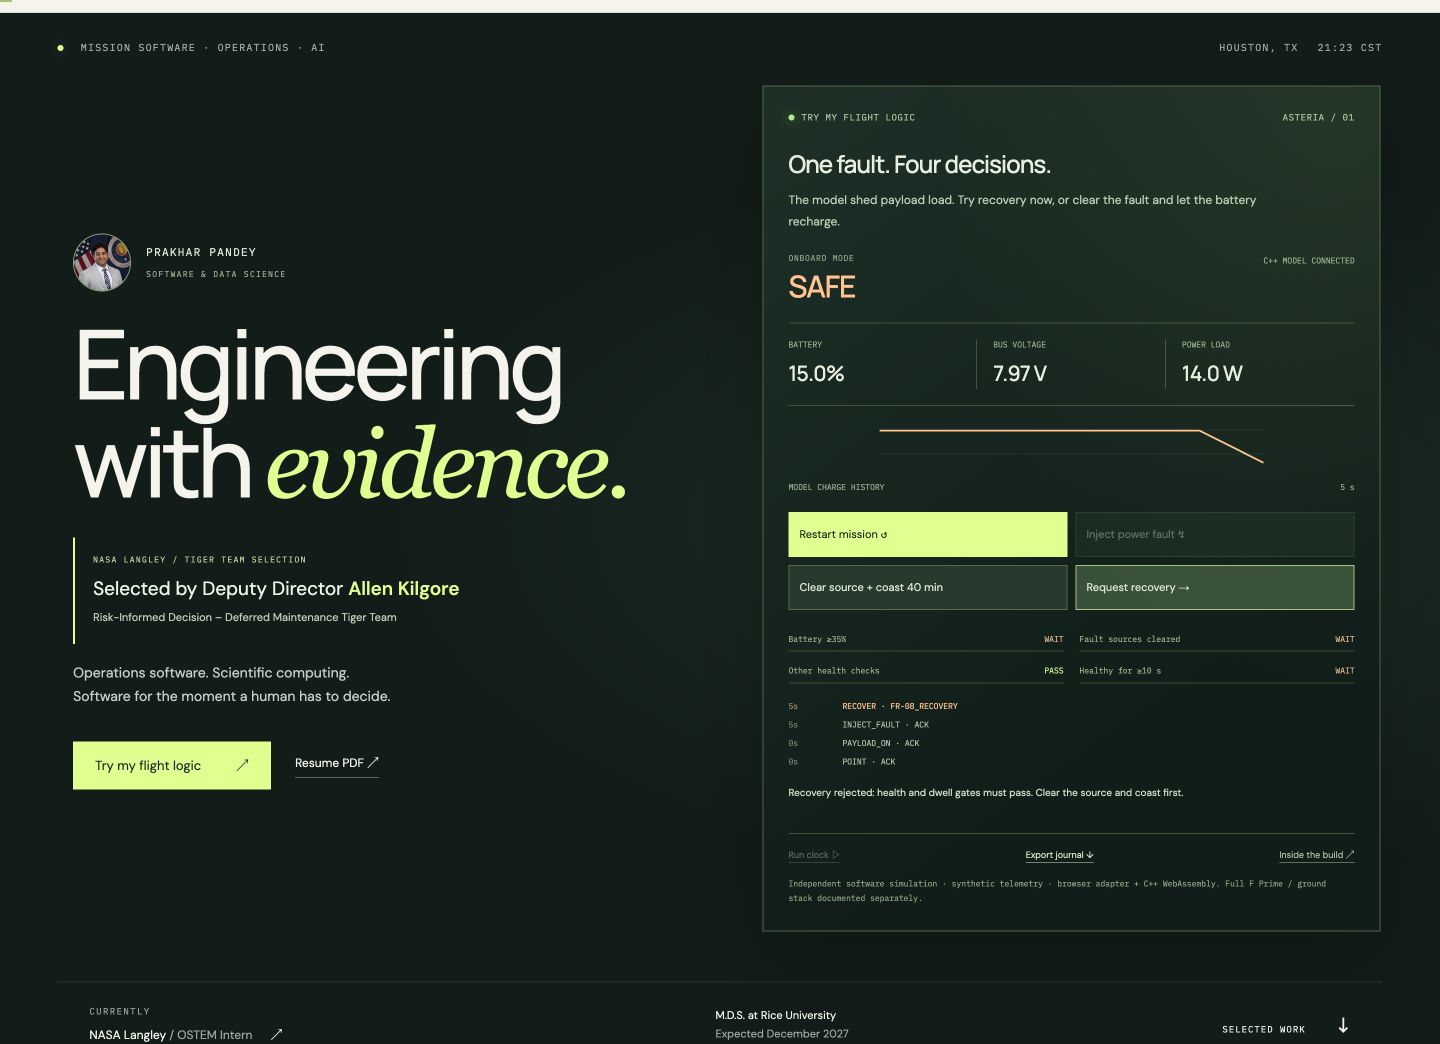 MISSION SOFTWARE · OPERATIONS · AI
HOUSTON, TX 21:23 CST
PRAKHAR PANDEY
SOFTWARE & DATA SCIENCE
Engineering
with evidence.
NASA LANGLEY / TIGER TEAM SELECTION
Selected by Deputy Director Allen Kilgore
Risk-Informed Decision – Deferred Maintenance Tiger Team
Operations software. Scientific computing.
Software for the moment a human has to decide.
Try my flight logic ↗
Resume PDF ↗
TRY MY FLIGHT LOGIC
ASTERIA / 01
One fault. Four decisions.
The model shed payload load. Try recovery now, or clear the fault and let the battery
recharge.
ONBOARD MODE
C++ MODEL CONNECTED
SAFE
BATTERY
BUS VOLTAGE
POWER LOAD
15.0%
7.97 V
14.0 W
MODEL CHARGE HISTORY
5 s
Restart mission ↺
Inject power fault ↯
Clear source + coast 40 min
Request recovery →
Battery ≥35% WAIT
Fault sources cleared WAIT
Other health checks PASS
Healthy for ≥10 s WAIT
5s RECOVER · FR-08_RECOVERY
5s INJECT_FAULT · ACK
0s PAYLOAD_ON · ACK
0s POINT · ACK
Recovery rejected: health and dwell gates must pass. Clear the source and coast first.
Run clock ▷
Export journal ↓
Inside the build ↗
Independent software simulation · synthetic telemetry · browser adapter + C++ WebAssembly. Full F Prime / ground
stack documented separately.
CURRENTLY
NASA Langley / OSTEM Intern ↗
M.D.S. at Rice University
Expected December 2027
SELECTED WORK ↓